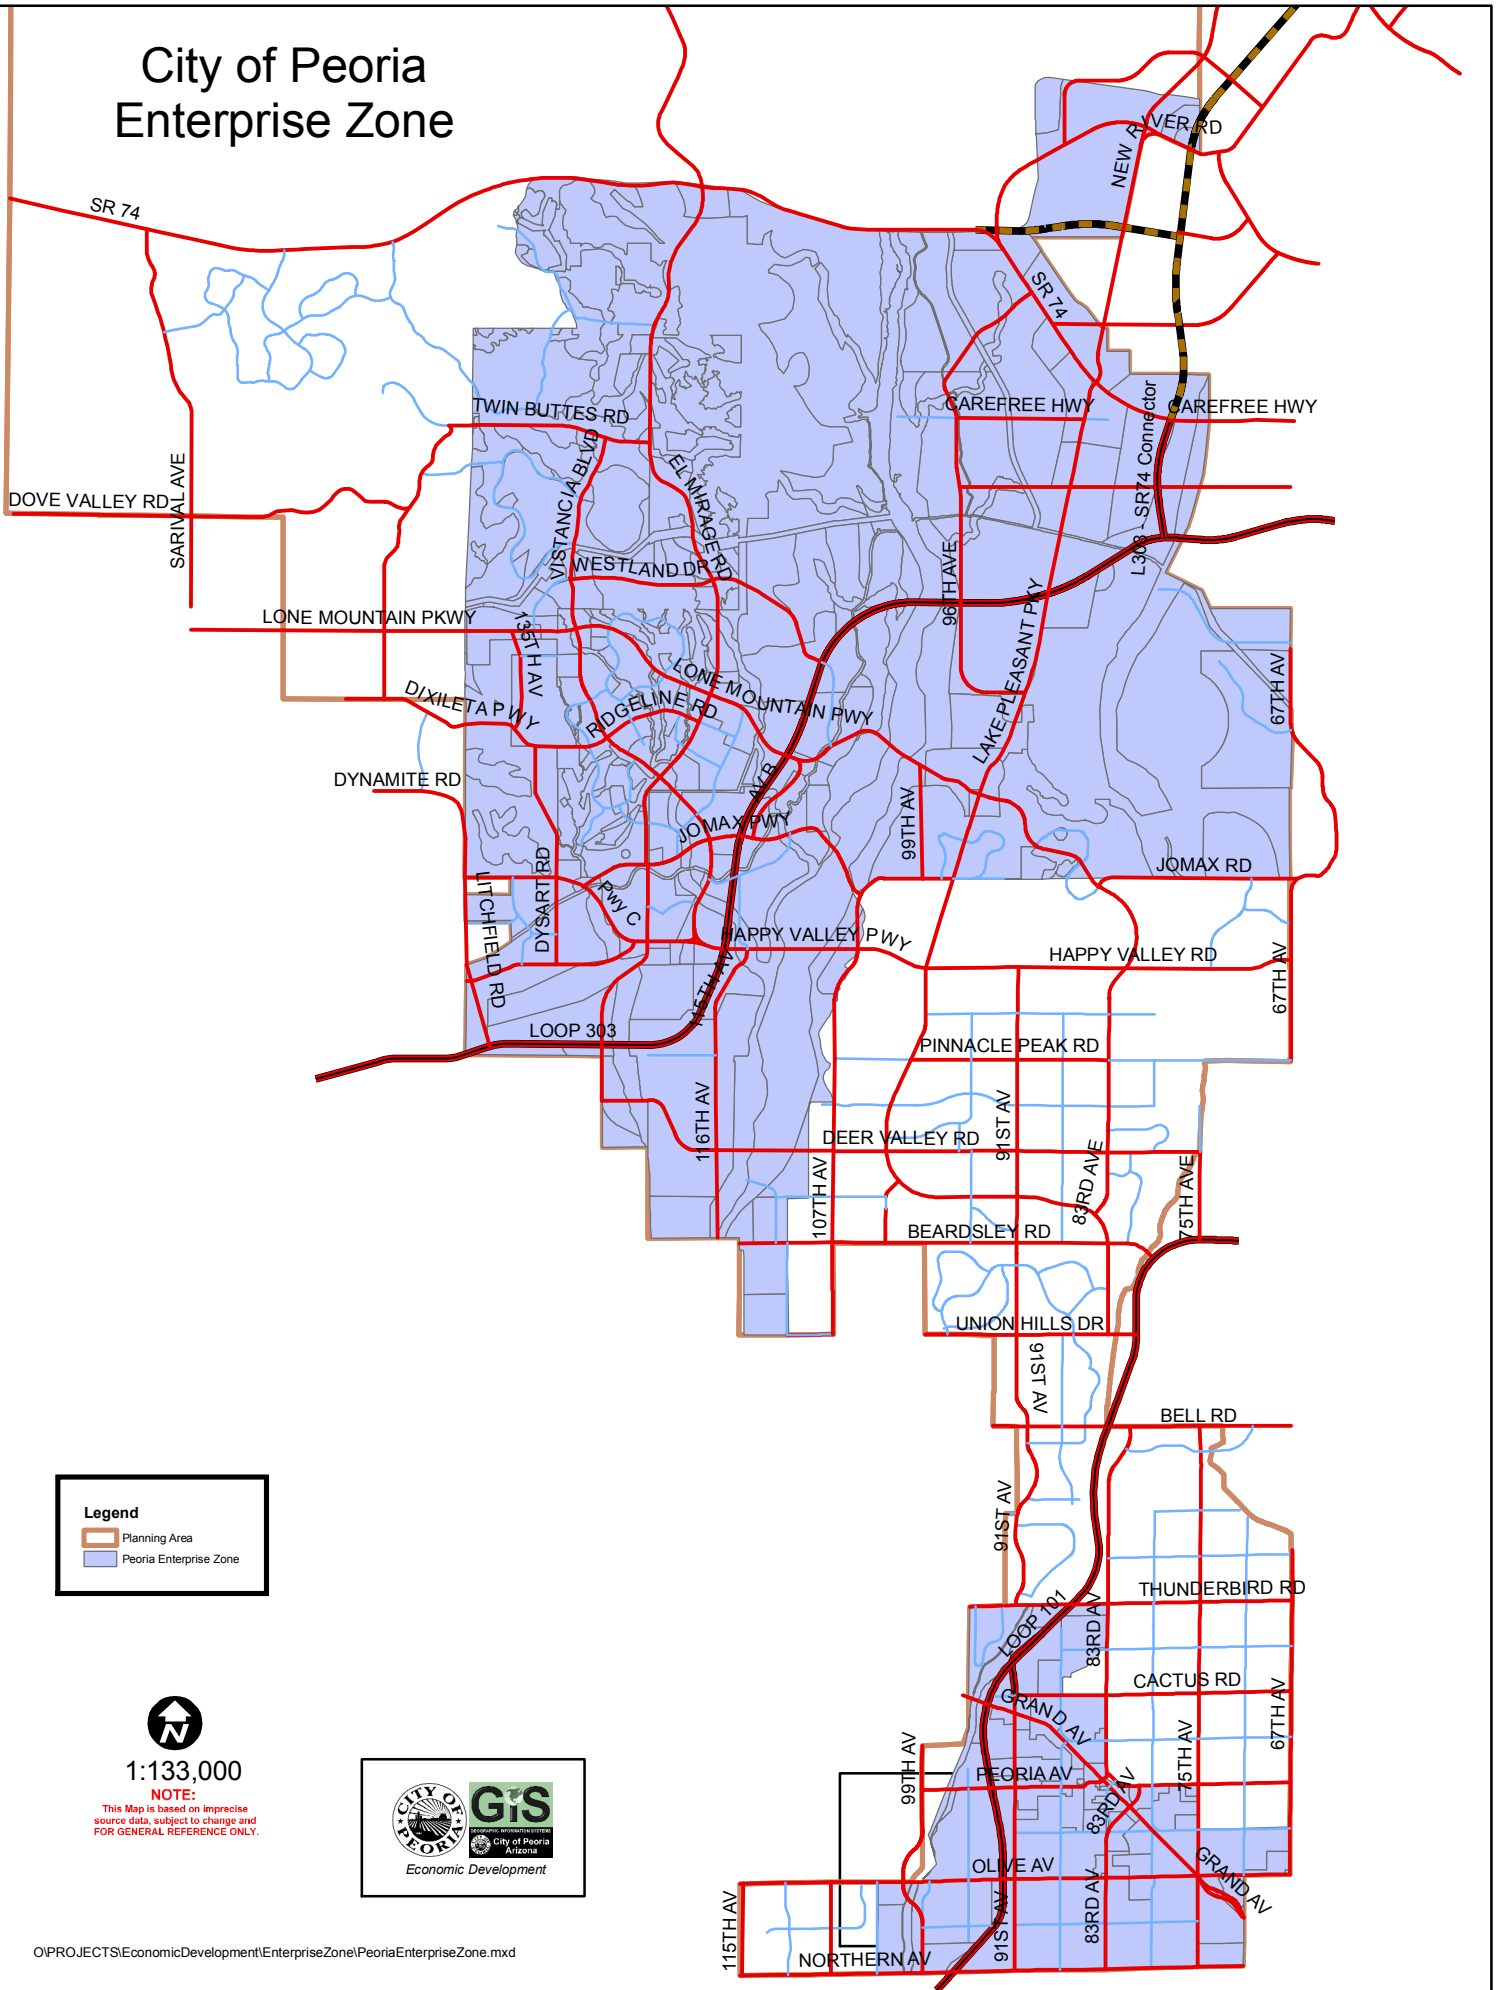 City of Peoria
Enterprise Zone
NEW RIVER RD
SR 74
SR 74
TWIN BUTTES RD
CAREFREE HWY
CAREFREE HWY
VISTANCIA BLVD
EL MIRAGE RD
L303 - SR74 Connector
SARIVAL AVE
DOVE VALLEY RD
WESTLAND DR
96TH AVE
LAKE PLEASANT PKY
LONE MOUNTAIN PKWY
135TH AV
LONE MOUNTAIN PWY
67TH AV
DIXILETA PWY
RIDGELINE RD
DYNAMITE RD
AV B
JOMAX PWY
99TH AV
JOMAX RD
LITCHFIELD RD
DYSART RD
Pwy C
HAPPY VALLEY PWY
HAPPY VALLEY RD
67TH AV
115TH AV
LOOP 303
PINNACLE PEAK RD
116TH AV
91ST AV
DEER VALLEY RD
83RD AVE
75TH AVE
107TH AV
BEARDSLEY RD
UNION HILLS DR
91ST AV
BELL RD
91ST AV
Legend
Planning Area
Peoria Enterprise Zone
THUNDERBIRD RD
LOOP 101
83RD AV
CACTUS RD
GRAND AV
67TH AV
75TH AV
99TH AV
PEORIA AV
83RD AV
OLIVE AV
GRAND AV
115TH AV
91ST AV
83RD AV
NORTHERN AV
N
1:133,000
NOTE:
This Map is based on imprecise
source data, subject to change and
FOR GENERAL REFERENCE ONLY.
CITY OF
PEORIA
GIS
GEOGRAPHIC INFORMATION SYSTEMS
City of Peoria
Arizona
Economic Development
O\PROJECTS\EconomicDevelopment\EnterpriseZone\PeoriaEnterpriseZone.mxd